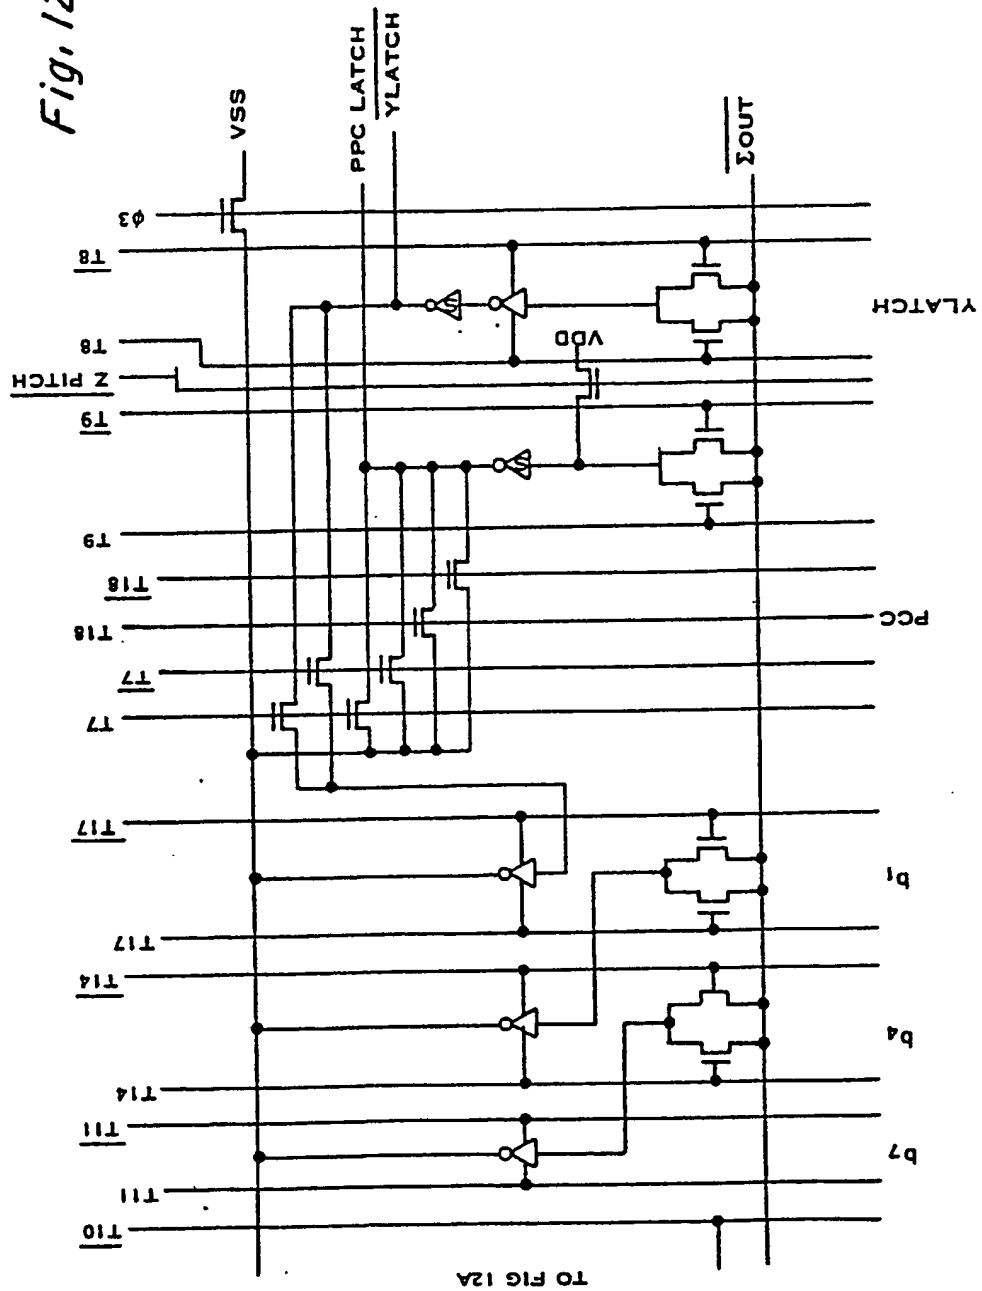 Fig. 12
VSS
PPC LATCH
YLATCH
ΣOUT
φ3
T8
T8
Z PITCH
T9
T9
T18
T18
T7
T7
T17
T17
T14
T14
T11
T11
T10
VDD
YLATCH
PCC
b1
b4
b7
TO FIG 12A